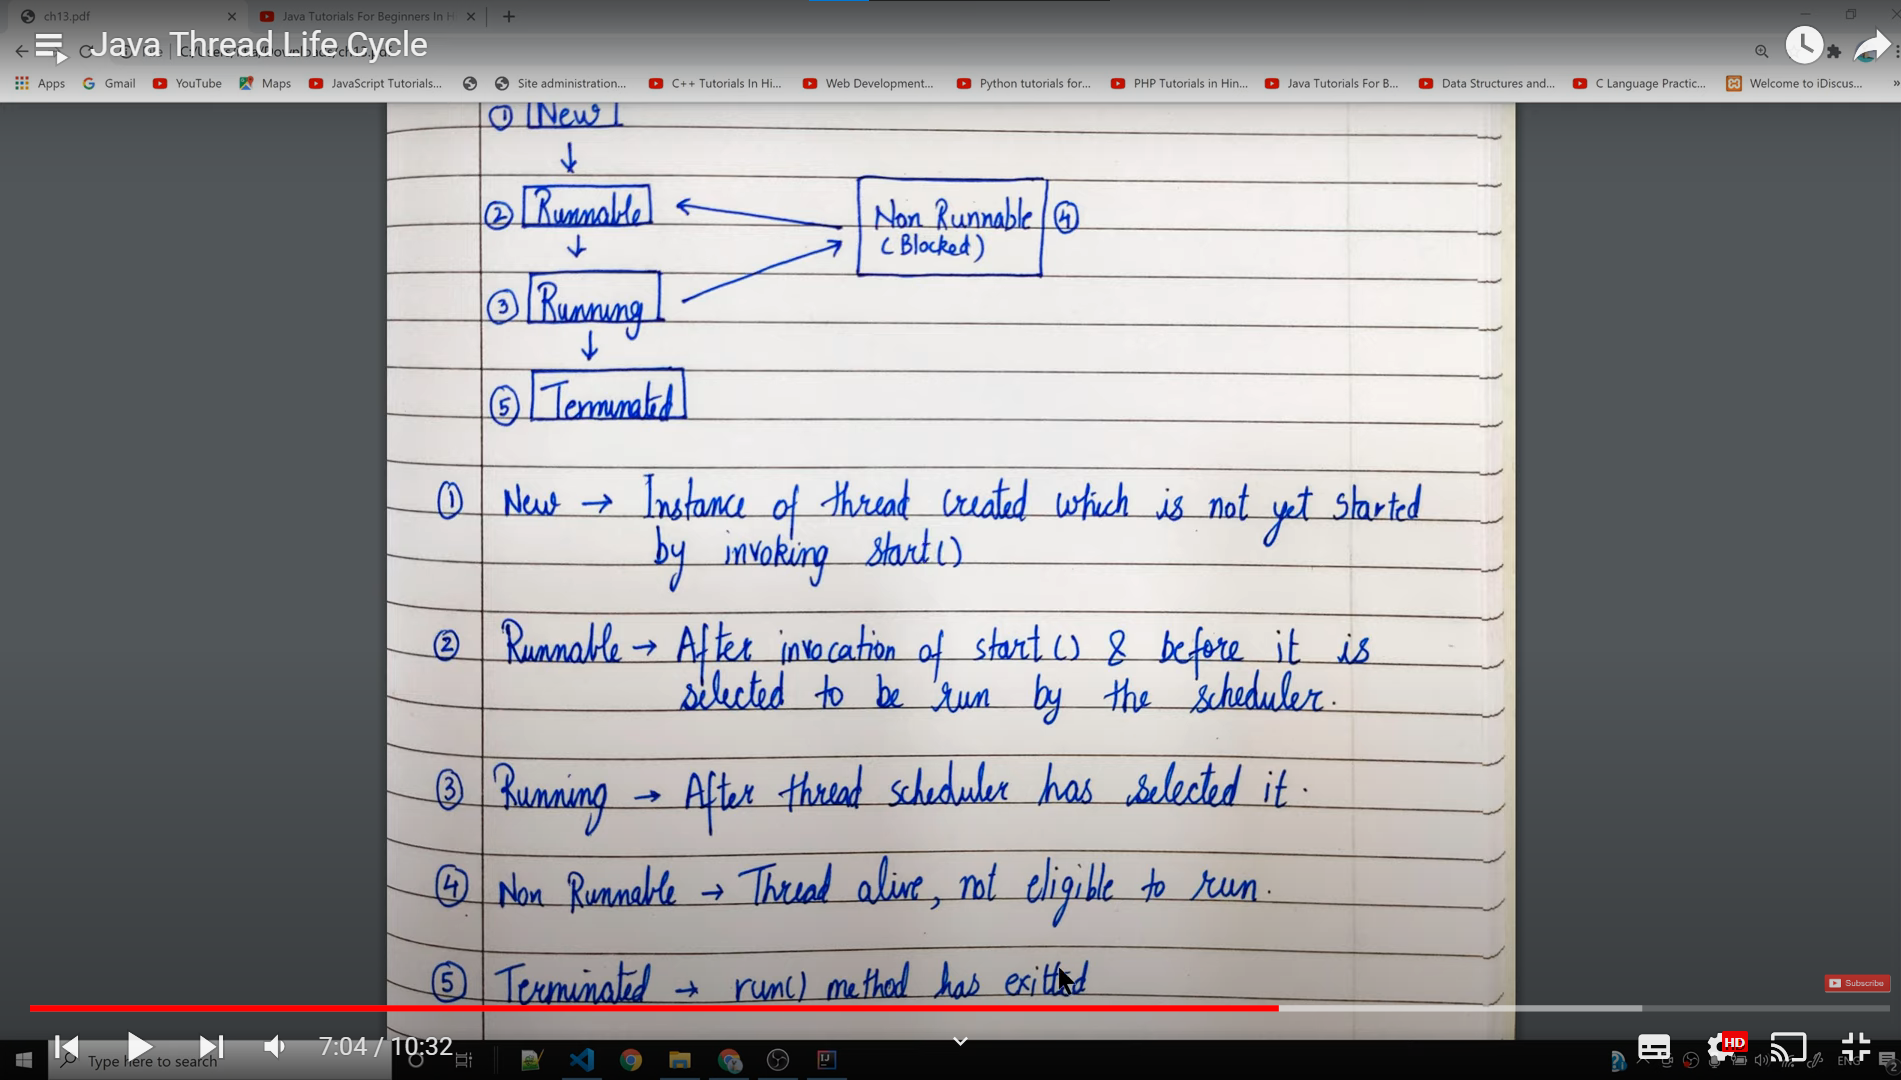 ch13.pdf
Java Tutorials For Beginners In H
Java Thread Life Cycle
Apps
Gmail
YouTube
Maps
JavaScript Tutorials...
Site administration...
C++ Tutorials In Hi...
Web Development...
Python tutorials for...
PHP Tutorials in Hin...
Java Tutorials For B...
Data Structures and...
C Language Practic...
Welcome to iDiscus...
① New
② Runnable
Non Runnable ④
(Blocked)
③ Running
⑤ Terminated
① New → Instance of thread created which is not yet started
by invoking start()
② Runnable → After invocation of start() & before it is
selected to be run by the scheduler.
③ Running → After thread scheduler has selected it.
④ Non Runnable → Thread alive, not eligible to run.
⑤ Terminated → run() method has exitted
Subscribe
7:04 / 10:32
HD
Type here to search
ENG